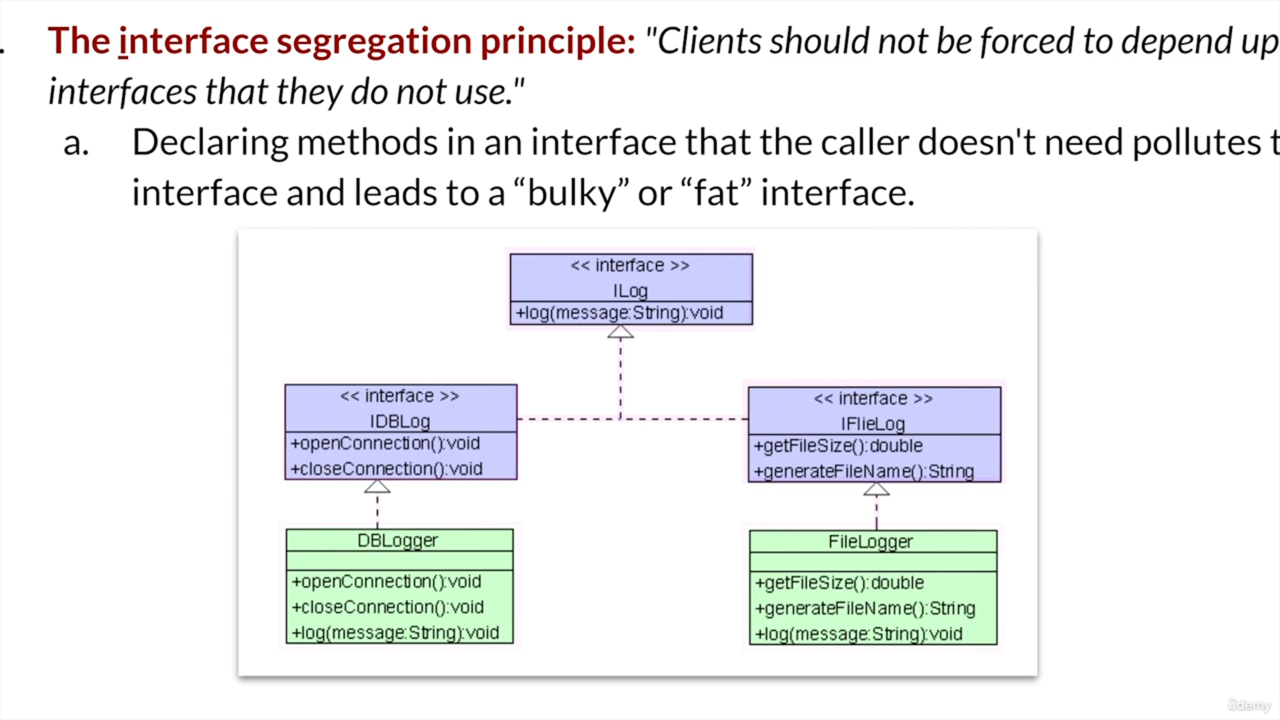 . The interface segregation principle: "Clients should not be forced to depend up
interfaces that they do not use."
a. Declaring methods in an interface that the caller doesn't need pollutes t
interface and leads to a “bulky” or “fat” interface.
<< interface >>
ILog
+log(message:String):void
<< interface >>
IDBLog
+openConnection():void
+closeConnection():void
<< interface >>
IFlieLog
+getFileSize():double
+generateFileName():String
DBLogger
+openConnection():void
+closeConnection():void
+log(message:String):void
FileLogger
+getFileSize():double
+generateFileName():String
+log(message:String):void
ûdemy